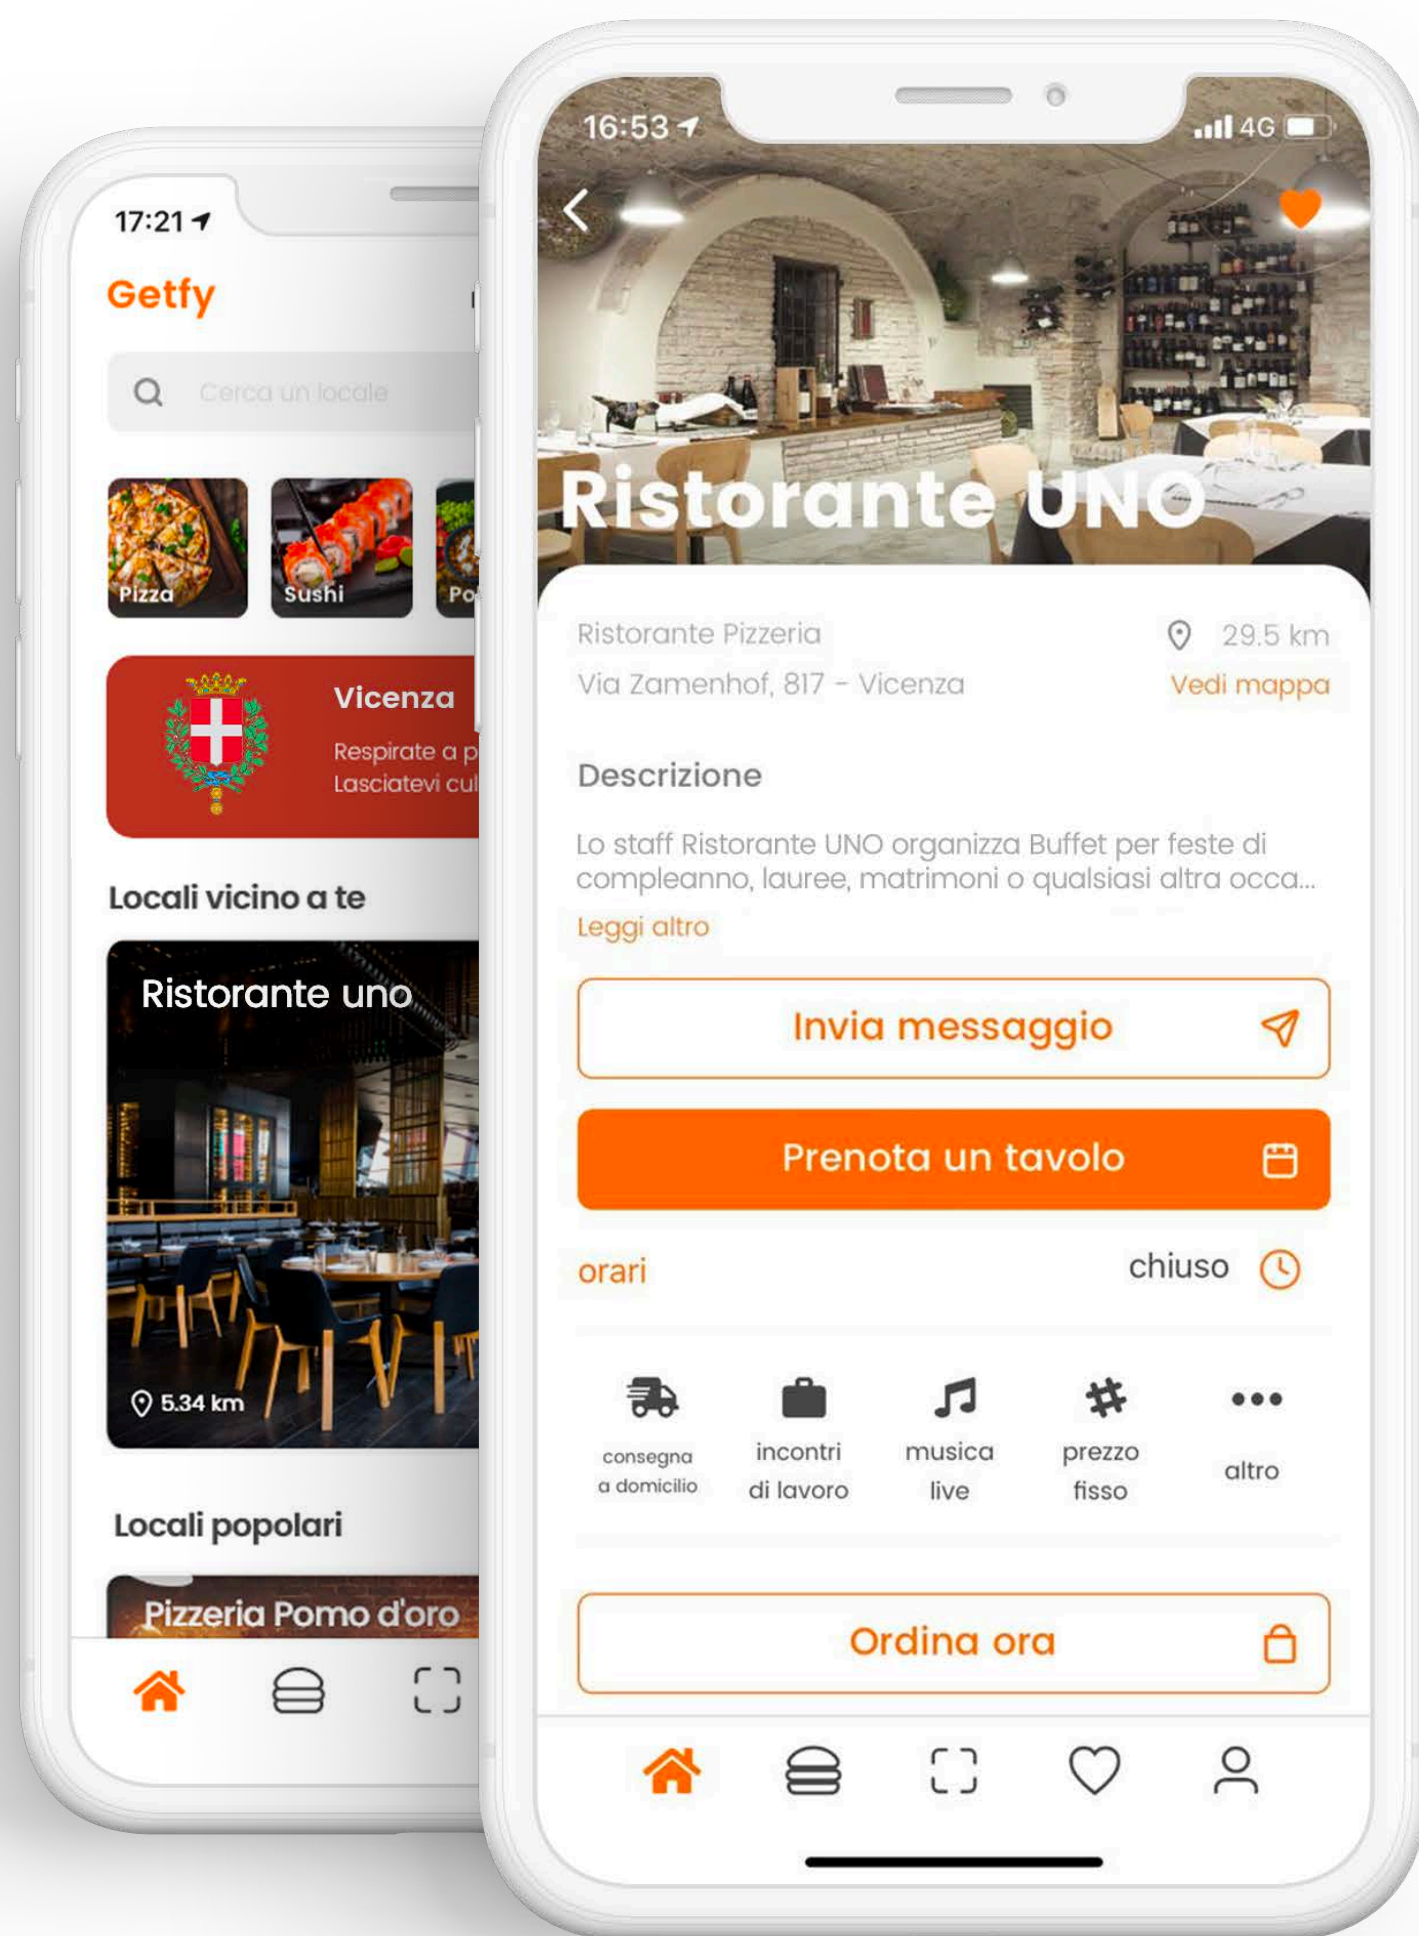 17:21
Getfy
Cerca un locale
Pizza
Sushi
Vicenza
Respirate a
Lasciatevi
Locali vicino a te
Ristorante uno
5.34 km
Locali popolari
Pizzeria Pomo d'oro
16:53
4G
Ristorante UNO
Ristorante Pizzeria
29.5 km
Via Zamenhof, 817 - Vicenza
Vedi mappa
Descrizione
Lo staff Ristorante UNO organizza Buffet per feste di
compleanno, lauree, matrimoni o qualsiasi altra occa...
Leggi altro
Invia messaggio
Prenota un tavolo
orari
chiuso
consegna
a domicilio
incontri
di lavoro
musica
live
prezzo
fisso
altro
Ordina ora